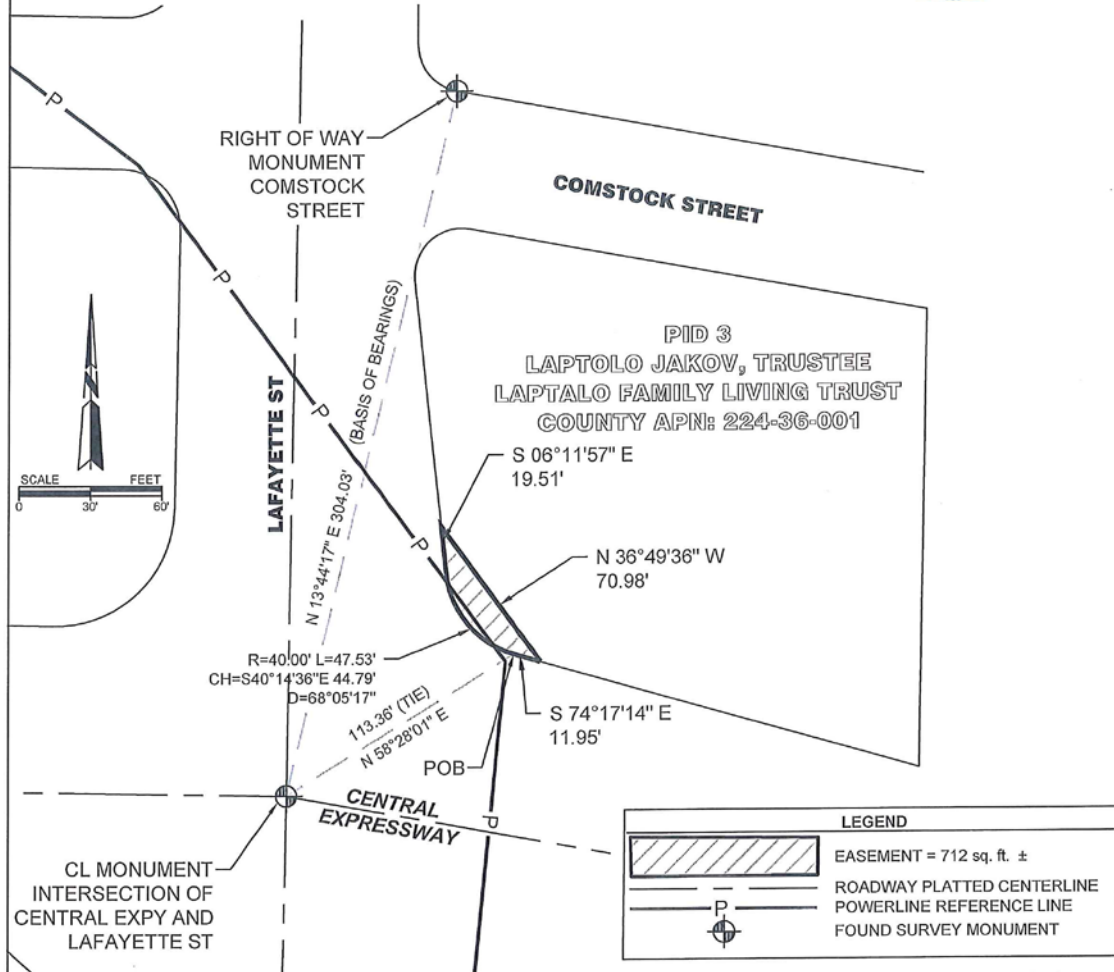 RIGHT OF WAY
MONUMENT
COMSTOCK
STREET
COMSTOCK STREET
PID 3
LAPTOLO JAKOV, TRUSTEE
LAPTALO FAMILY LIVING TRUST
COUNTY APN: 224-36-001
N
SCALE FEET
0 30' 60'
LAFAYETTE ST
N 13°44'17" E 304.03' (BASIS OF BEARINGS)
P
P
P
P
P
S 06°11'57" E
19.51'
N 36°49'36" W
70.98'
R=40.00' L=47.53'
CH=S40°14'36"E 44.79'
D=68°05'17"
113.36' (TIE)
N 58°28'01" E
S 74°17'14" E
11.95'
POB
CENTRAL
EXPRESSWAY
CL MONUMENT
INTERSECTION OF
CENTRAL EXPY AND
LAFAYETTE ST
LEGEND
EASEMENT = 712 sq. ft. ±
ROADWAY PLATTED CENTERLINE
P POWERLINE REFERENCE LINE
FOUND SURVEY MONUMENT